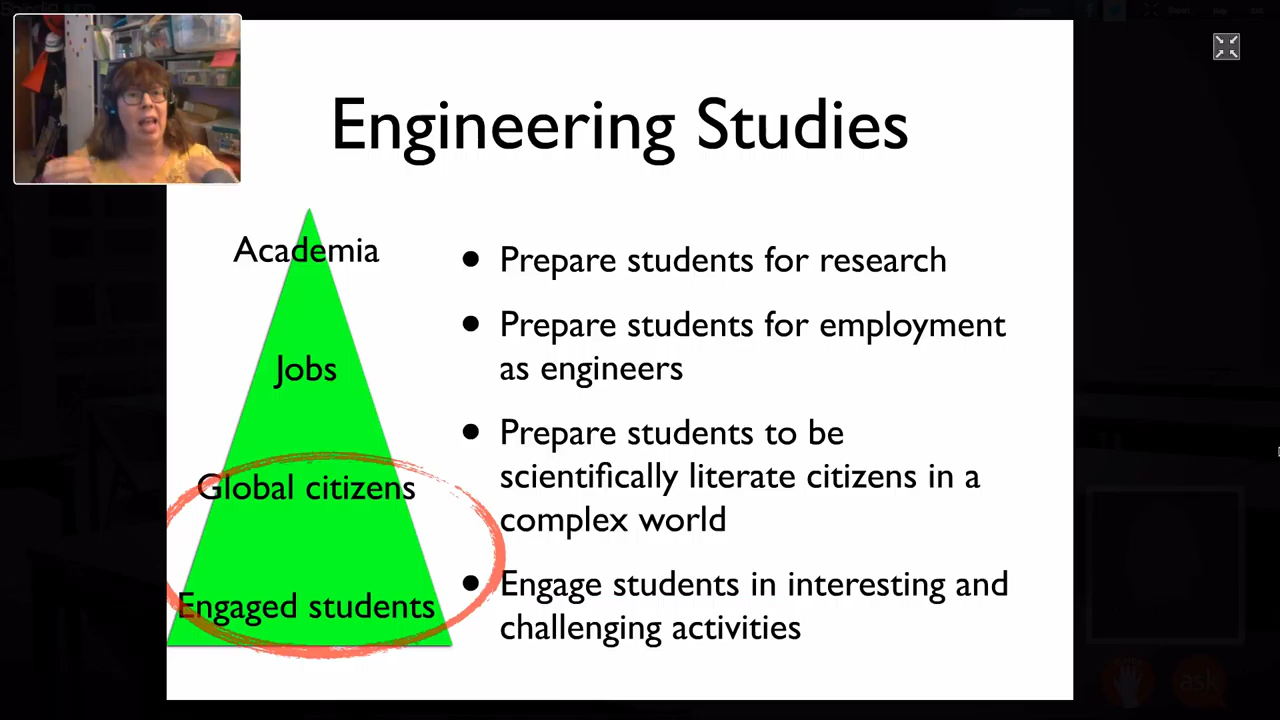 Engineering Studies
Academia
Jobs
Global citizens
Engaged students
• Prepare students for research
• Prepare students for employment
as engineers
• Prepare students to be
scientifically literate citizens in a
complex world
• Engage students in interesting and
challenging activities
ask